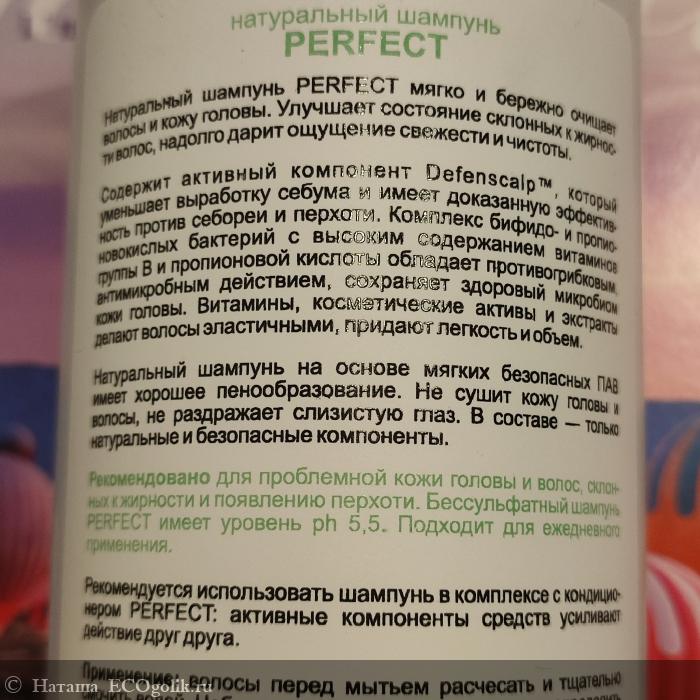 натуральный шампунь
PERFECT
Натуральный шампунь PERFECT мягко и бережно очищает
волосы и кожу головы. Улучшает состояние склонных к жирнос-
ти волос, надолго дарит ощущение свежести и чистоты.
Содержит активный компонент Defenscalp™, который
уменьшает выработку себума и имеет доказанную эффектив-
ность против себореи и перхоти. Комплекс бифидо- и пропио-
новокислых бактерий с высоким содержанием витаминов
группы В и пропионовой кислоты обладает противогрибковым,
антимикробным действием, сохраняет здоровый микробиом
кожи головы. Витамины, косметические активы и экстракты
делают волосы эластичными, придают легкость и объем.
Натуральный шампунь на основе мягких безопасных ПАВ
имеет хорошее пенообразование. Не сушит кожу головы и
волосы, не раздражает слизистую глаз. В составе — только
натуральные и безопасные компоненты.
Рекомендовано для проблемной кожи головы и волос, склон-
ных к жирности и появлению перхоти. Бессульфатный шампунь
PERFECT имеет уровень ph 5,5. Подходит для ежедневного
применения.
Рекомендуется использовать шампунь в комплексе с кондицио-
нером PERFECT: активные компоненты средств усиливают
действие друг друга.
Применение: волосы перед мытьем расчесать и тщательно
смочить водой.
© Наташа ECOgolik.ru